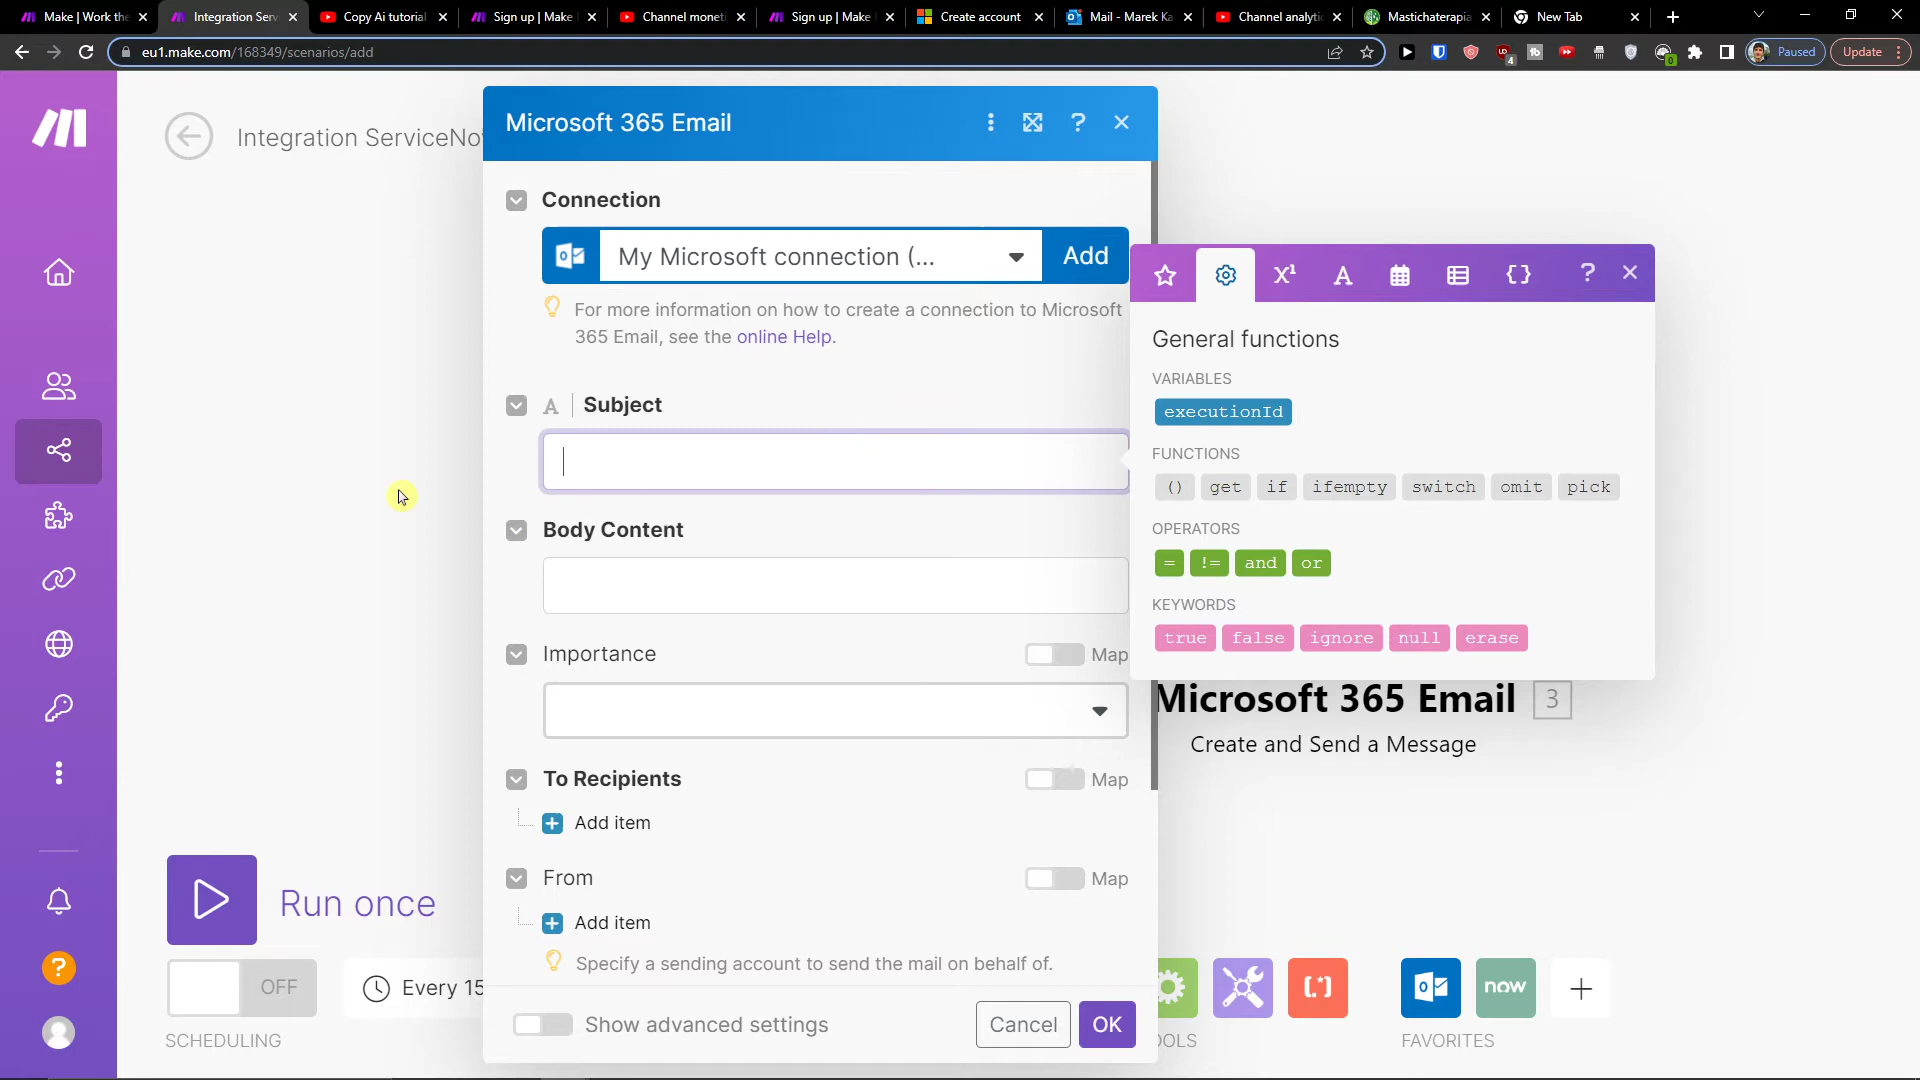 Make | Work the
Integration Serv
Copy Ai tutorial
Sign up | Make
Channel moneti
Sign up | Make
Create account
Mail - Marek Ka
Channel analytic
Mastichaterapia
New Tab
eu1.make.com/168349/scenarios/add
4
0
Paused
Update
Integration ServiceNo
Microsoft 365 Email
?
Connection
My Microsoft connection (...
Add
For more information on how to create a connection to Microsoft
365 Email, see the online Help.
A Subject
Body Content
Importance
Map
To Recipients
Map
Add item
From
Map
Add item
Specify a sending account to send the mail on behalf of.
Show advanced settings
Cancel
OK
X¹ A {} ?
General functions
VARIABLES
executionId
FUNCTIONS
() get if ifempty switch omit pick
OPERATORS
= != and or
KEYWORDS
true false ignore null erase
Microsoft 365 Email 3
Create and Send a Message
Run once
OFF
Every 15
SCHEDULING
?
[.*]
now
OOLS
FAVORITES